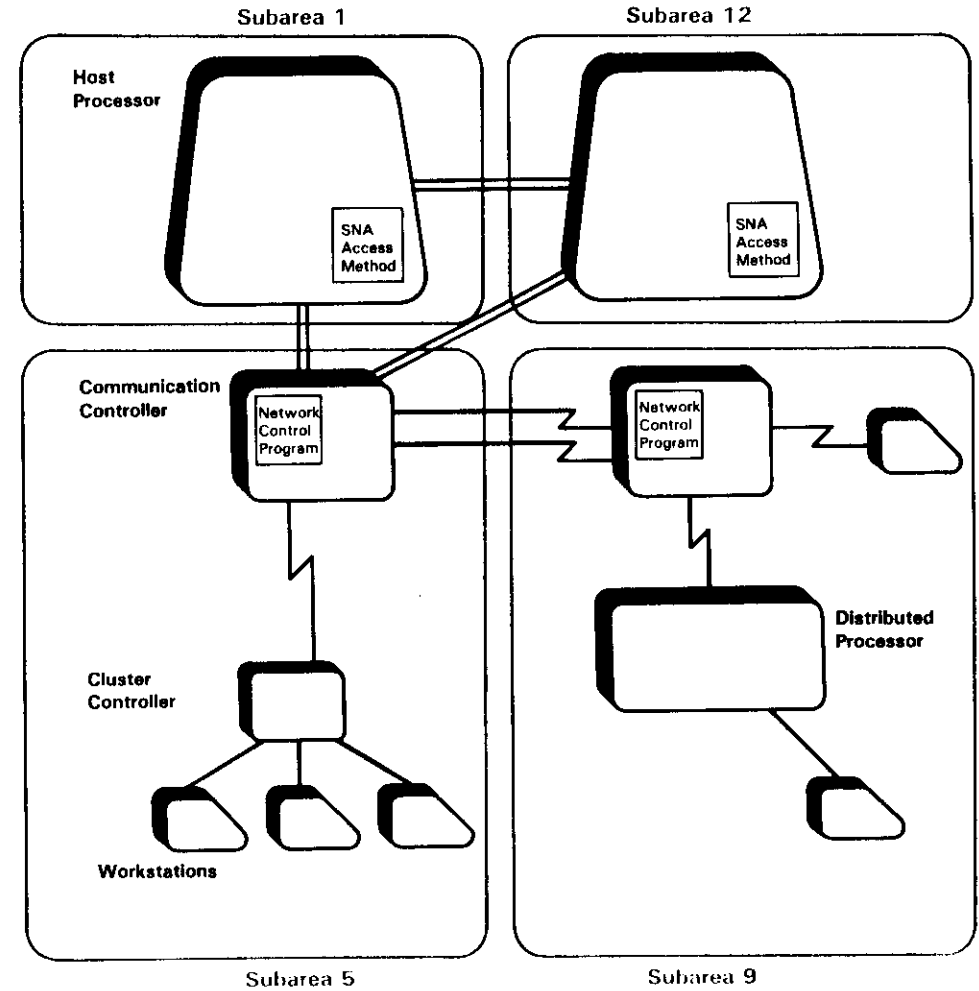 Subarea 1
Subarea 12
Host
Processor
SNA
Access
Method
SNA
Access
Method
Communication
Controller
Network
Control
Program
Network
Control
Program
Distributed
Processor
Cluster
Controller
Workstations
Subarea 5
Subarea 9